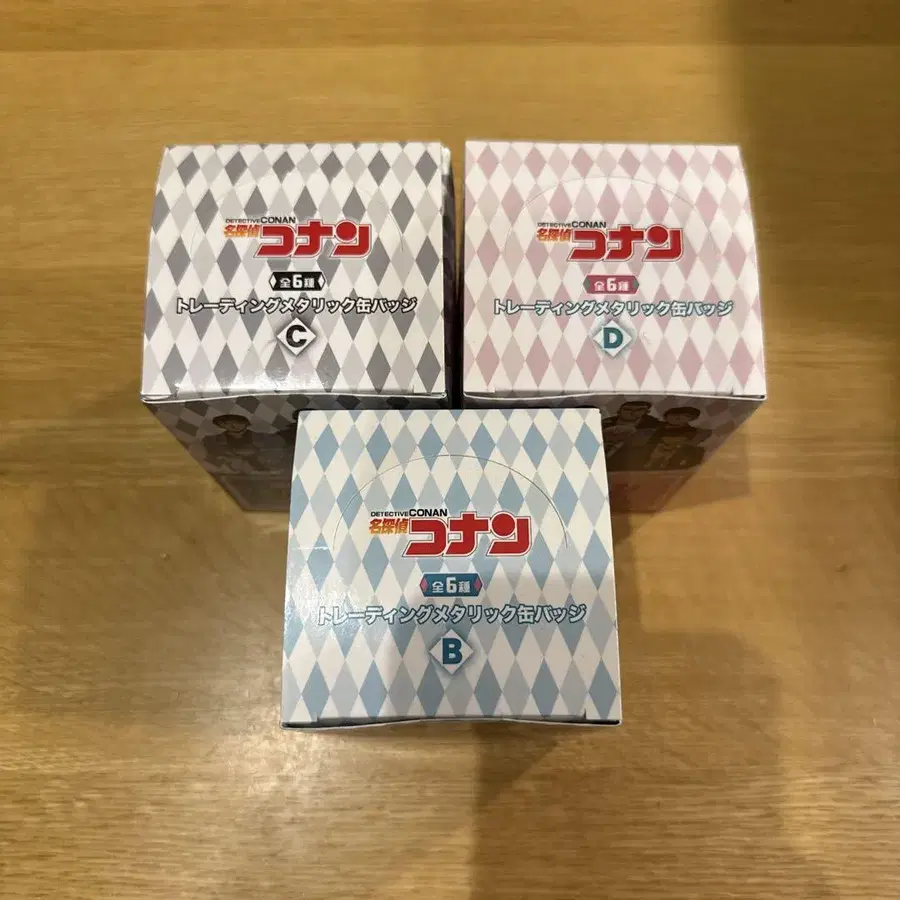 DETECTIVE CONAN
名探偵コナン
全6種
トレーディングメタリック缶バッジ
C
DETECTIVE CONAN
名探偵コナン
全6種
トレーディングメタリック缶バッジ
D
DETECTIVE CONAN
名探偵コナン
全6種
トレーディングメタリック缶バッジ
B